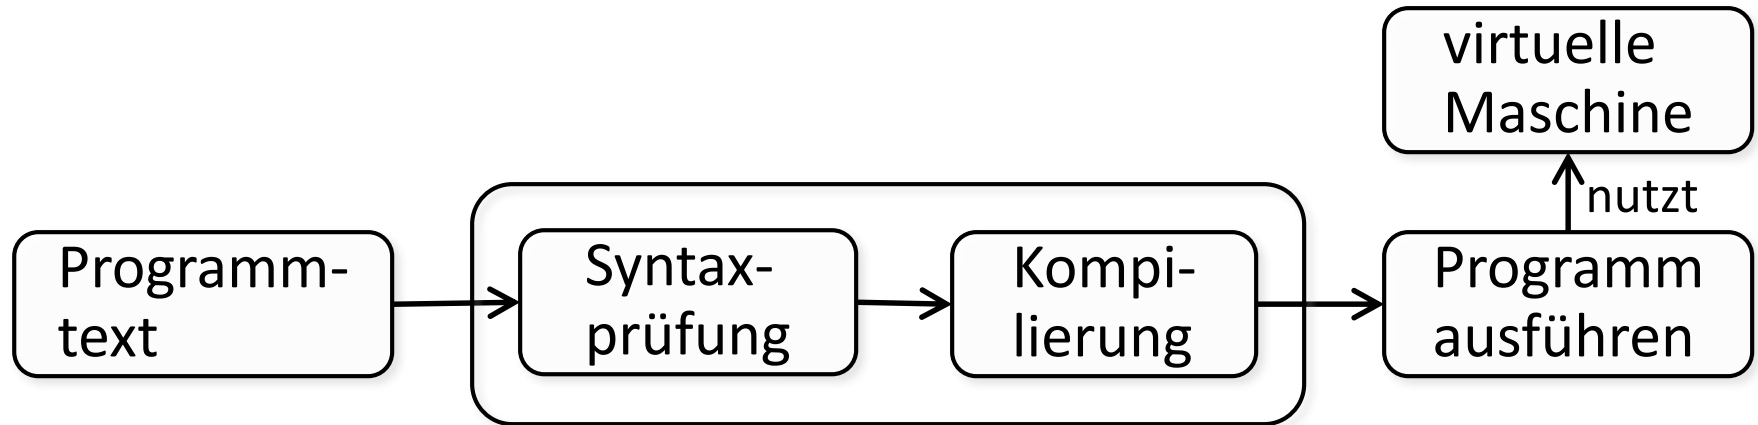 virtuelle
Maschine
nutzt
Programm-
text
Syntax-
prüfung
Kompi-
lierung
Programm
ausführen